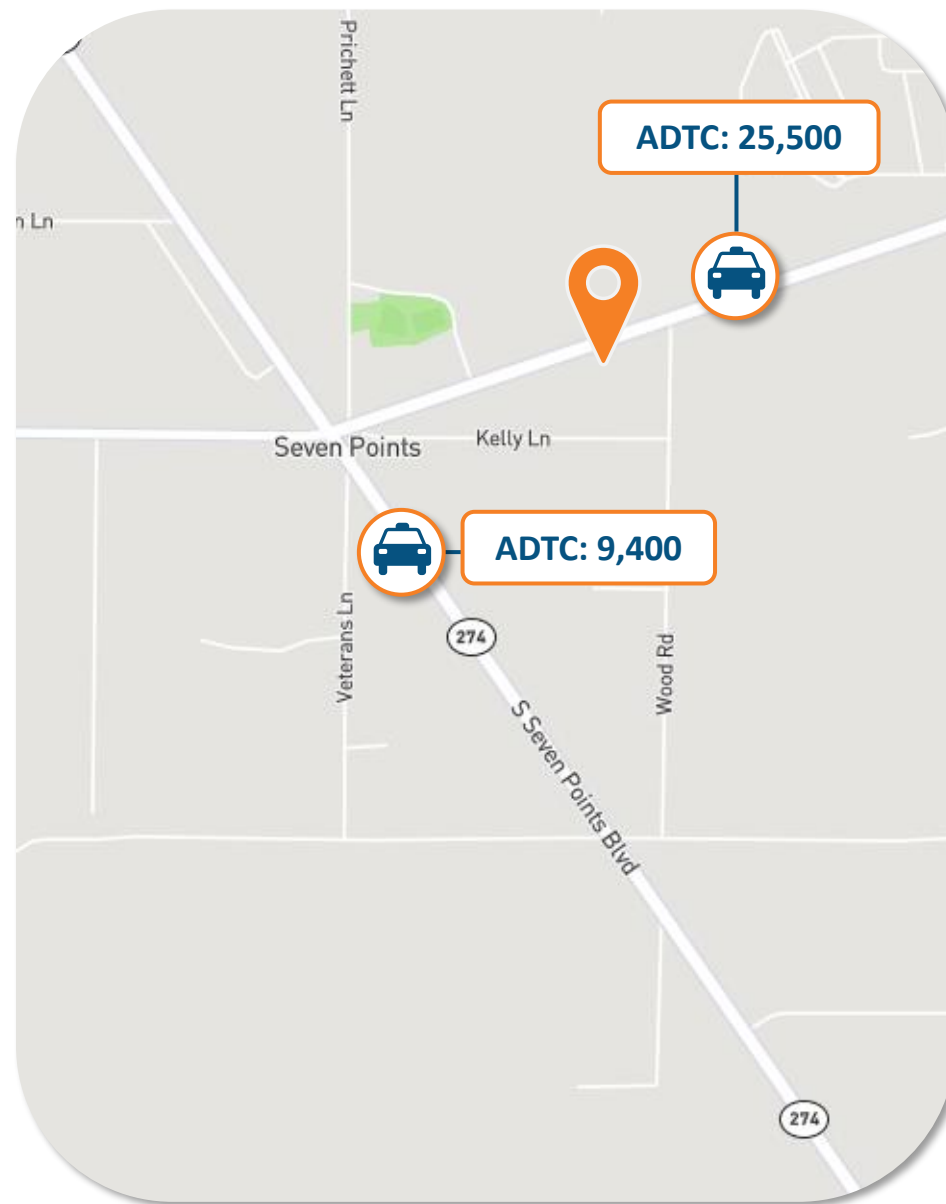 Prichett Ln
ADTC: 25,500
n Ln
Seven Points
Kelly Ln
ADTC: 9,400
Veterans Ln
274
Wood Rd
S Seven Points Blvd
274